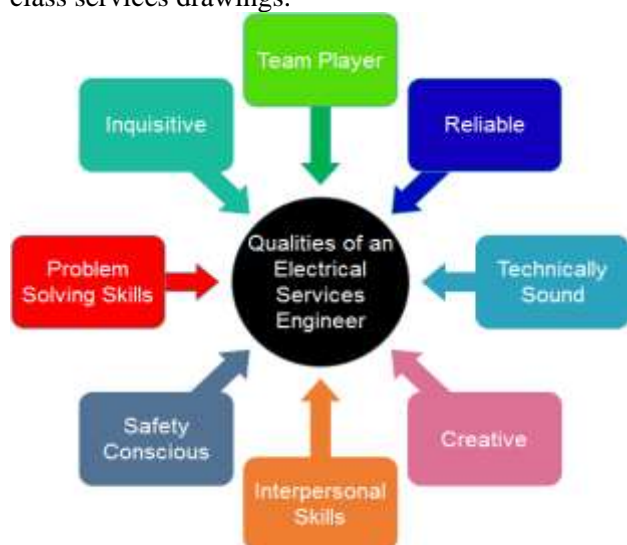 class services drawings.
Team Player
Inquisitive
Reliable
Qualities of an
Electrical
Services
Engineer
Problem
Solving Skills
Technically
Sound
Safety
Conscious
Creative
Interpersonal
Skills